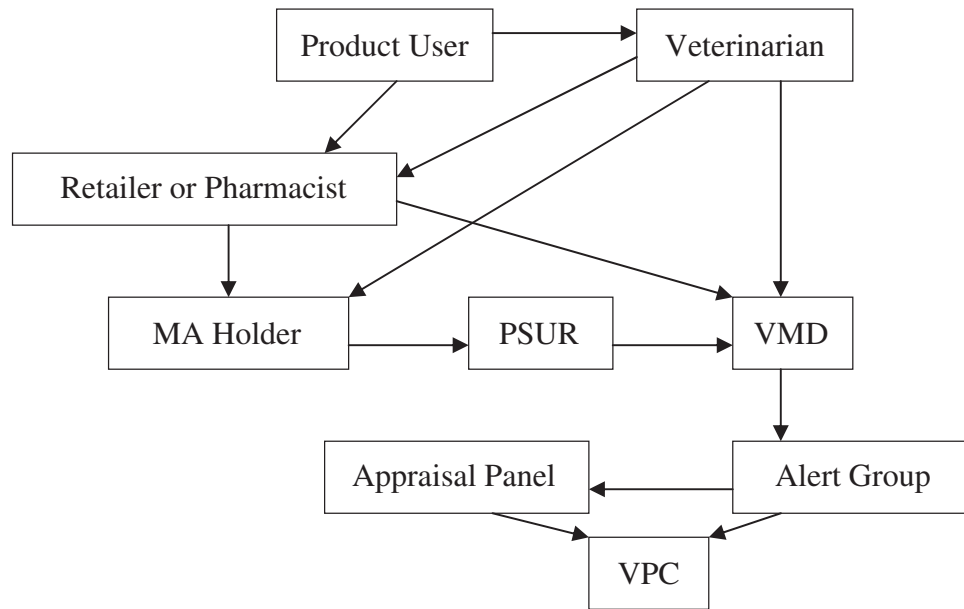 Product User
Veterinarian
Retailer or Pharmacist
MA Holder
PSUR
VMD
Appraisal Panel
Alert Group
VPC